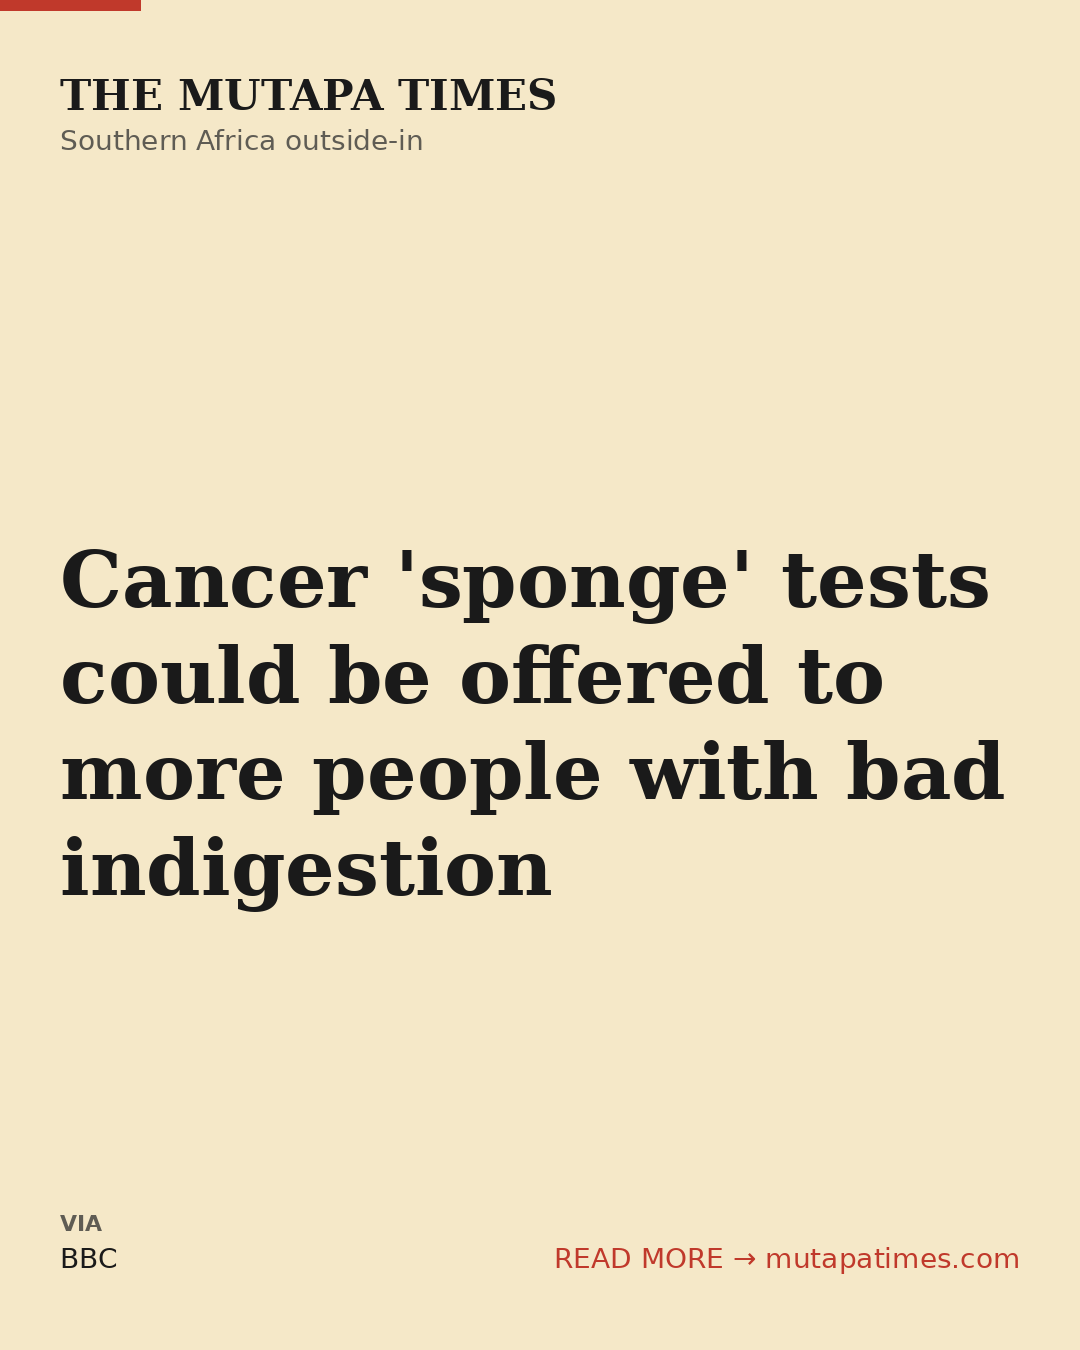 THE MUTAPA TIMES
Southern Africa outside-in
Cancer 'sponge' tests
could be offered to
more people with bad
indigestion
VIA
BBC
READ MORE → mutapatimes.com